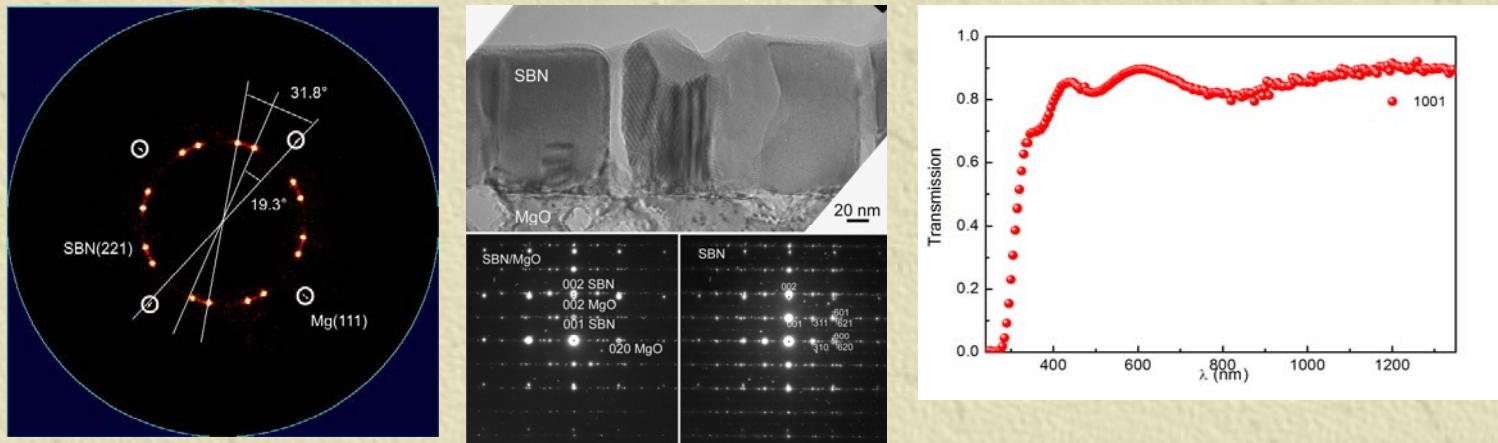 31.8°
19.3°
SBN(221)
Mg(111)
SBN
MgO
20 nm
SBN/MgO
002 SBN
002 MgO
001 SBN
020 MgO
SBN
002
001
311
601
621
310
600
620
1.0
0.8
0.6
0.4
0.2
0.0
Transmission
400
600
800
1000
1200
λ (nm)
1001